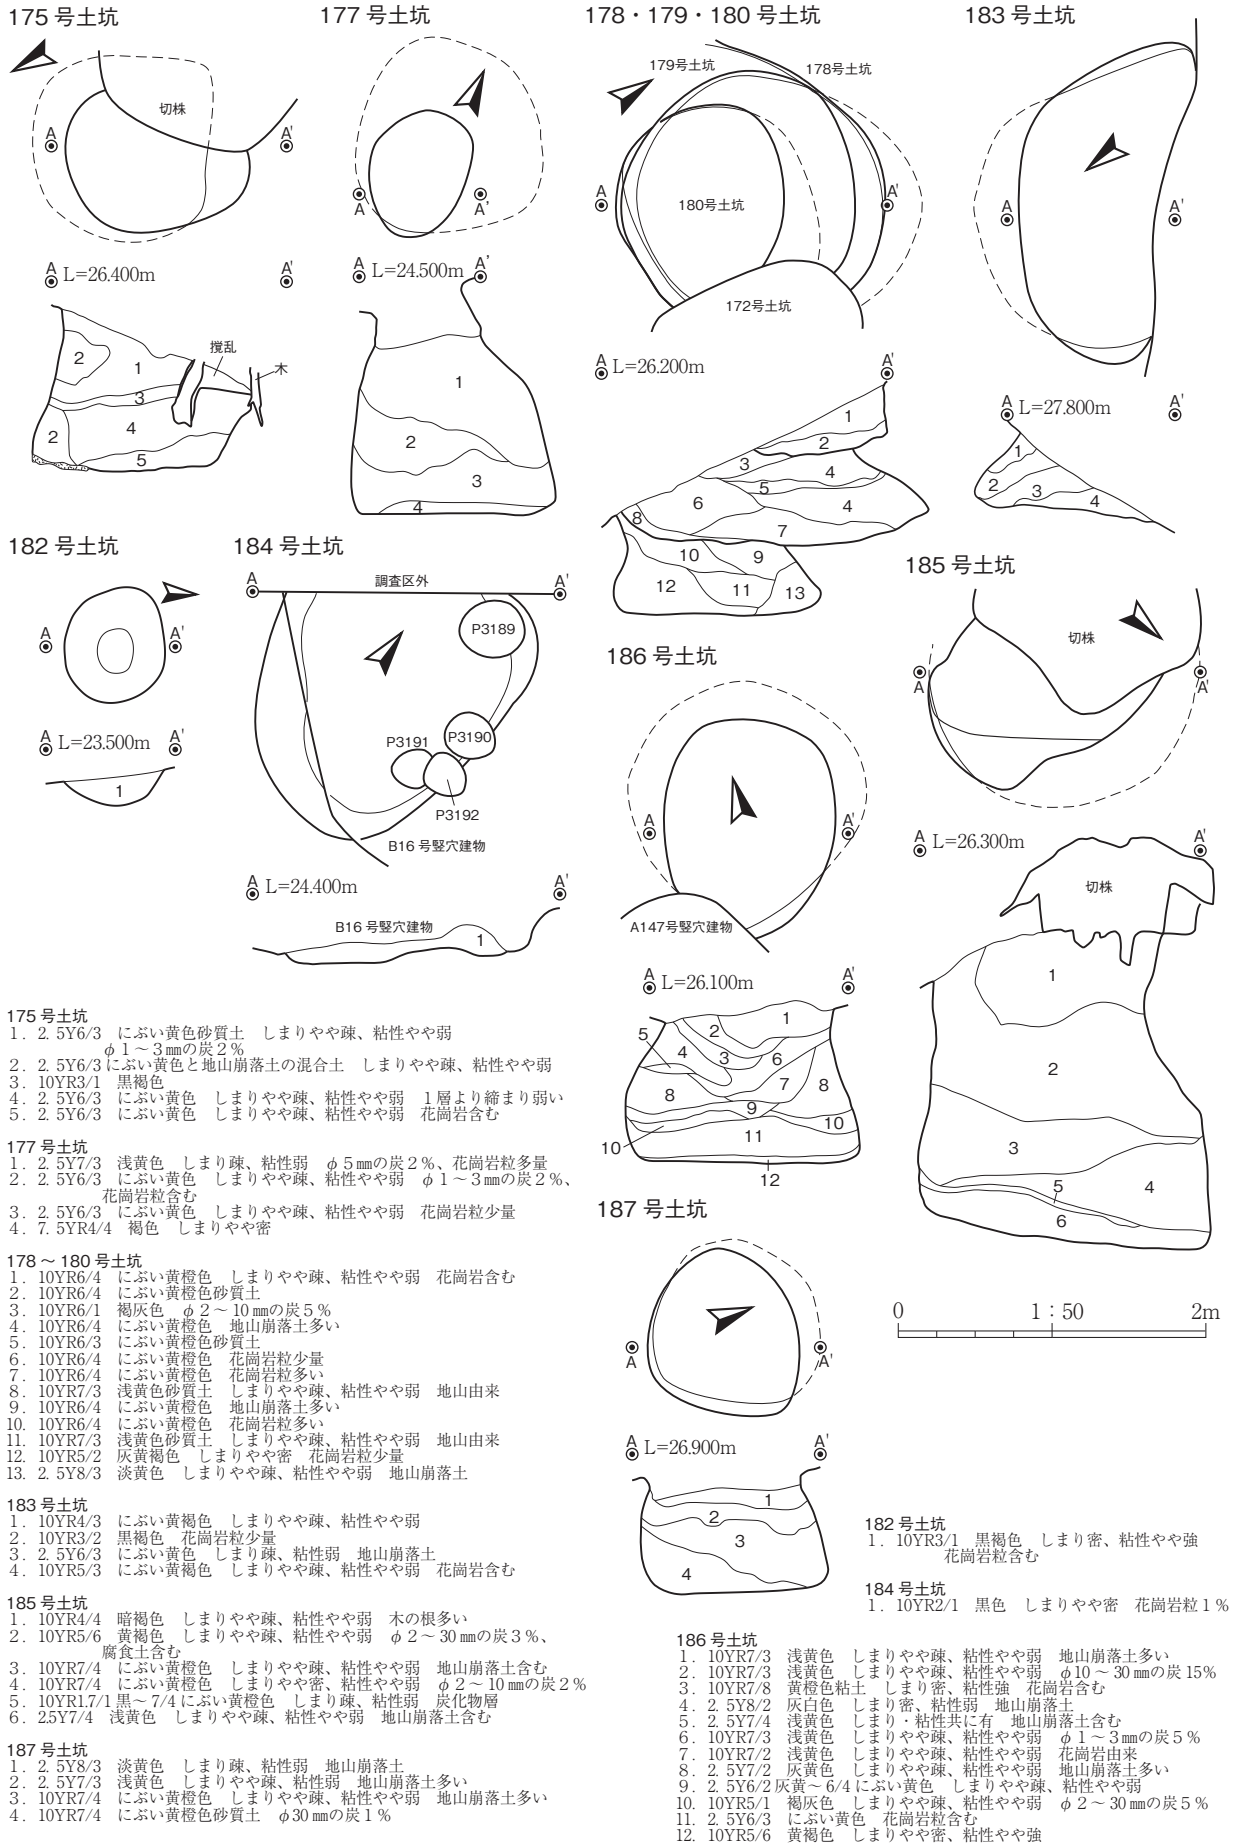 175 号土坑
切株
A
A'
A
L=26.400m
A'
2
1
撹乱
木
3
4
2
5
177 号土坑
A
A'
A
L=24.500m
A'
1
2
3
4
178・179・180 号土坑
179号土坑
178号土坑
A
A'
180号土坑
172号土坑
A
L=26.200m
A'
1
2
3
4
5
6
4
8
7
10
9
12
11
13
183 号土坑
A
A'
A
L=27.800m
A'
1
2
3
4
182 号土坑
A
A'
A
L=23.500m
A'
1
184 号土坑
A
調査区外
A'
P3189
P3190
P3191
P3192
B16 号竪穴建物
A
L=24.400m
A'
B16 号竪穴建物
1
185 号土坑
切株
A
A'
A
L=26.300m
A'
切株
1
2
3
5
4
6
186 号土坑
A
A'
A147号竪穴建物
A
L=26.100m
A'
1
2
5
4
3
6
7
8
8
9
10
10
11
12
187 号土坑
A
A'
A
L=26.900m
A'
1
2
3
4
0
1：50
2m
175 号土坑
1．2. 5Y6/3　にぶい黄色砂質土　しまりやや疎、粘性やや弱
φ１～３㎜の炭２％
2．2. 5Y6/3 にぶい黄色と地山崩落土の混合土　しまりやや疎、粘性やや弱
3．10YR3/1　黒褐色
4．2. 5Y6/3　にぶい黄色　しまりやや疎、粘性やや弱　１層より締まり弱い
5．2. 5Y6/3　にぶい黄色　しまりやや疎、粘性やや弱　花崗岩含む
177 号土坑
1．2. 5Y7/3　浅黄色　しまり疎、粘性弱　φ５㎜の炭２％、花崗岩粒多量
2．2. 5Y6/3　にぶい黄色　しまりやや疎、粘性やや弱　φ１～３㎜の炭２％、
花崗岩粒含む
3．2. 5Y6/3　にぶい黄色　しまりやや疎、粘性やや弱　花崗岩粒少量
4．7. 5YR4/4　褐色　しまりやや密
178 ～ 180 号土坑
1．10YR6/4　にぶい黄橙色　しまりやや疎、粘性やや弱　花崗岩含む
2．10YR6/4　にぶい黄橙色砂質土
3．10YR6/1　褐灰色　φ２～ 10 ㎜の炭５％
4．10YR6/4　にぶい黄橙色　地山崩落土多い
5．10YR6/3　にぶい黄橙色砂質土
6．10YR6/4　にぶい黄橙色　花崗岩粒少量
7．10YR6/4　にぶい黄橙色　花崗岩粒多い
8．10YR7/3　浅黄色砂質土　しまりやや疎、粘性やや弱　地山由来
9．10YR6/4　にぶい黄橙色　地山崩落土多い
10．10YR6/4　にぶい黄橙色　花崗岩粒多い
11．10YR7/3　浅黄色砂質土　しまりやや疎、粘性やや弱　地山由来
12．10YR5/2　灰黄褐色　しまりやや密　花崗岩粒少量
13．2. 5Y8/3　淡黄色　しまりやや疎、粘性やや弱　地山崩落土
183 号土坑
1．10YR4/3　にぶい黄褐色　しまりやや疎、粘性やや弱
2．10YR3/2　黒褐色　花崗岩粒少量
3．2. 5Y6/3　にぶい黄色　しまり疎、粘性弱　地山崩落土
4．10YR5/3　にぶい黄褐色　しまりやや疎、粘性やや弱　花崗岩含む
185 号土坑
1．10YR4/4　暗褐色　しまりやや疎、粘性やや弱　木の根多い
2．10YR5/6　黄褐色　しまりやや疎、粘性やや弱　φ２～ 30 ㎜の炭３％、
腐食土含む
3．10YR7/4　にぶい黄橙色　しまりやや疎、粘性やや弱　地山崩落土含む
4．10YR7/4　にぶい黄橙色　しまりやや密、粘性やや弱　φ２～ 10 ㎜の炭２％
5．10YR1.7/1 黒～ 7/4 にぶい黄橙色　しまり疎、粘性弱　炭化物層
6．2.5Y7/4　浅黄色　しまりやや疎、粘性やや弱　地山崩落土含む
187 号土坑
1．2. 5Y8/3　淡黄色　しまり疎、粘性弱　地山崩落土
2．2. 5Y7/3　浅黄色　しまりやや疎、粘性弱　地山崩落土多い
3．10YR7/4　にぶい黄橙色　しまりやや疎、粘性やや弱　地山崩落土多い
4．10YR7/4　にぶい黄橙色砂質土　φ30 ㎜の炭１％
182 号土坑
1．10YR3/1　黒褐色　しまり密、粘性やや強
花崗岩粒含む
184 号土坑
1．10YR2/1　黒色　しまりやや密　花崗岩粒１％
186 号土坑
1．10YR7/3　浅黄色　しまりやや疎、粘性やや弱　地山崩落土多い
2．10YR7/3　浅黄色　しまりやや疎、粘性やや弱　φ10 ～ 30 ㎜の炭 15％
3．10YR7/8　黄橙色粘土　しまり密、粘性強　花崗岩含む
4．2. 5Y8/2　灰白色　しまり密、粘性弱　地山崩落土
5．2. 5Y7/4　浅黄色　しまり・粘性共に有　地山崩落土含む
6．10YR7/3　浅黄色　しまりやや疎、粘性やや弱　φ１～３㎜の炭５％
7．10YR7/2　浅黄色　しまりやや疎、粘性やや弱　花崗岩由来
8．2. 5Y7/2　灰黄色　しまりやや疎、粘性やや弱　地山崩落土多い
9．2. 5Y6/2 灰黄～ 6/4 にぶい黄色　しまりやや疎、粘性やや弱
10．10YR5/1　褐灰色　しまりやや疎、粘性やや弱　φ２～ 30 ㎜の炭５％
11．2. 5Y6/3　にぶい黄色　花崗岩粒含む
12．10YR5/6　黄褐色　しまりやや密、粘性やや強